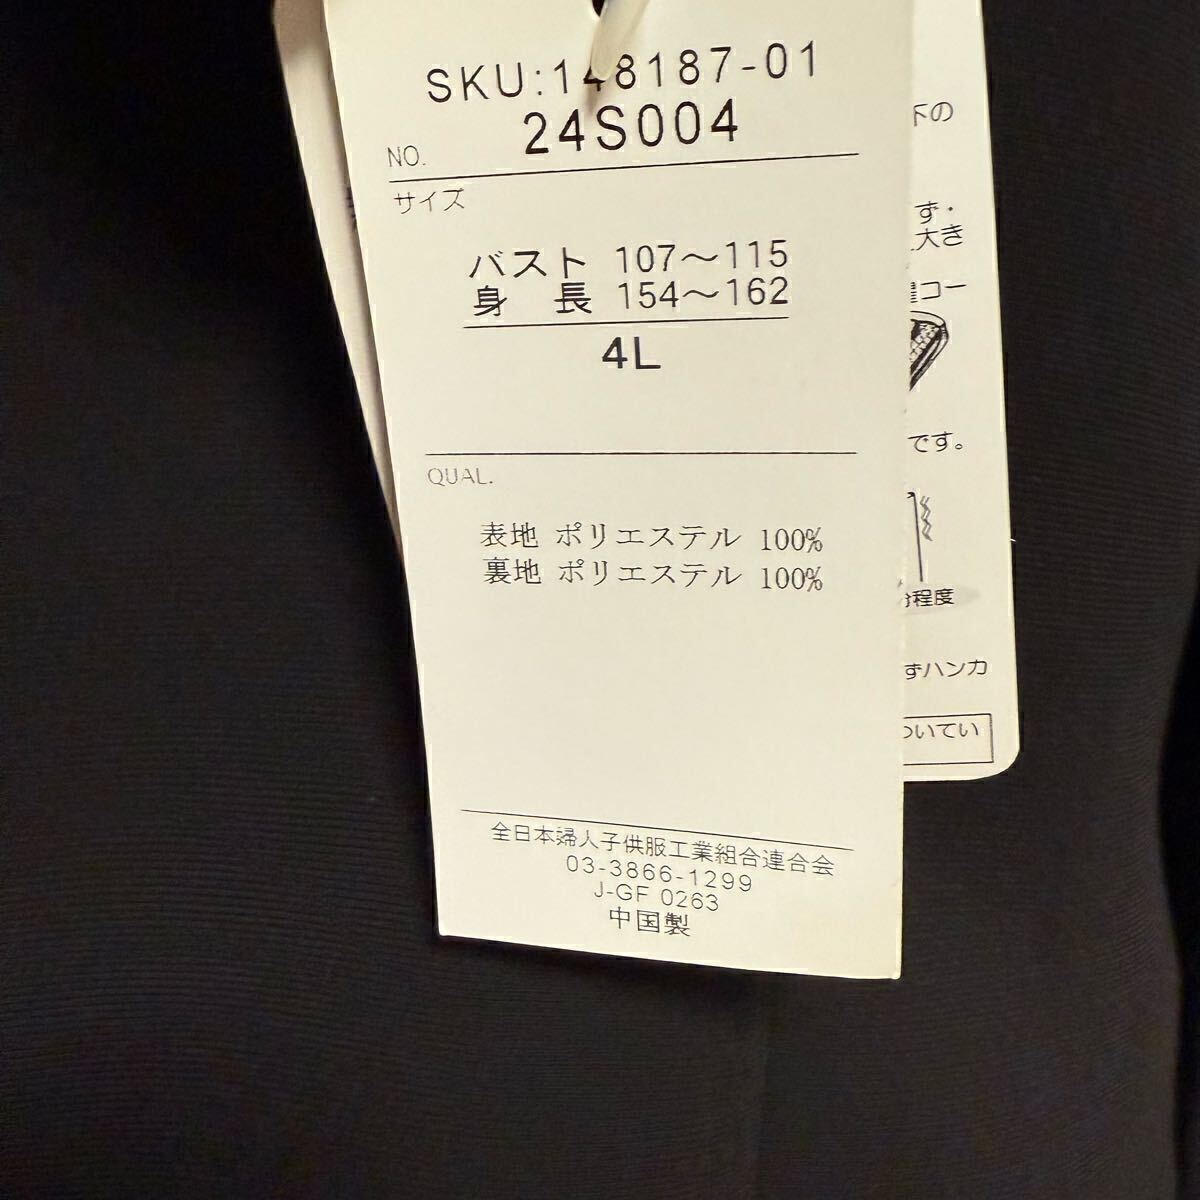 SKU:148187-01
NO. 24S004
サイズ
バスト 107～115
身 長 154～162
4L
QUAL.
表地 ポリエステル 100%
裏地 ポリエステル 100%
全日本婦人子供服工業組合連合会
03-3866-1299
J-GF 0263
中国製
下の
ず・
大き
コー
です。
程度
ずハンカ
ついてい